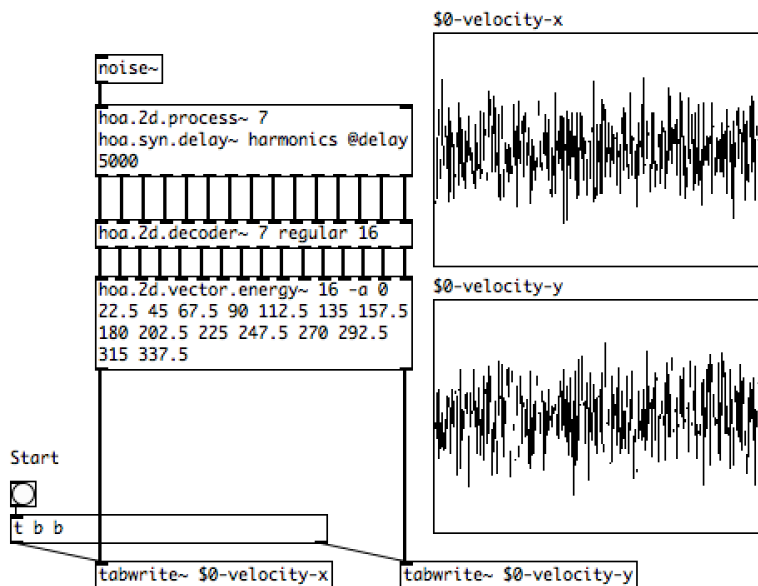 $0-velocity-x
noise~
hoa.2d.process~ 7
hoa.syn.delay~ harmonics @delay
5000
hoa.2d.decoder~ 7 regular 16
hoa.2d.vector.energy~ 16 -a 0
22.5 45 67.5 90 112.5 135 157.5
180 202.5 225 247.5 270 292.5
315 337.5
$0-velocity-y
Start
t b b
tabwrite~ $0-velocity-x
tabwrite~ $0-velocity-y